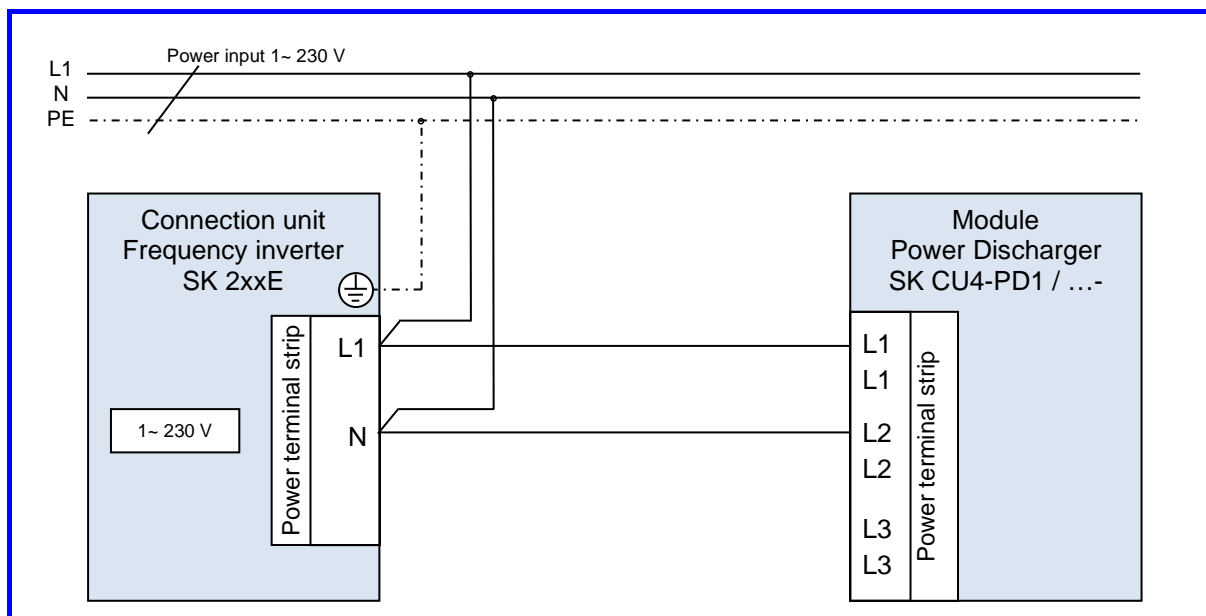 Power input 1~ 230 V
L1
N
PE
Connection unit
Frequency inverter
SK 2xxE
Power terminal strip
L1
N
1~ 230 V
Module
Power Discharger
SK CU4-PD1 / …-
L1
L1
L2
L2
L3
L3
Power terminal strip